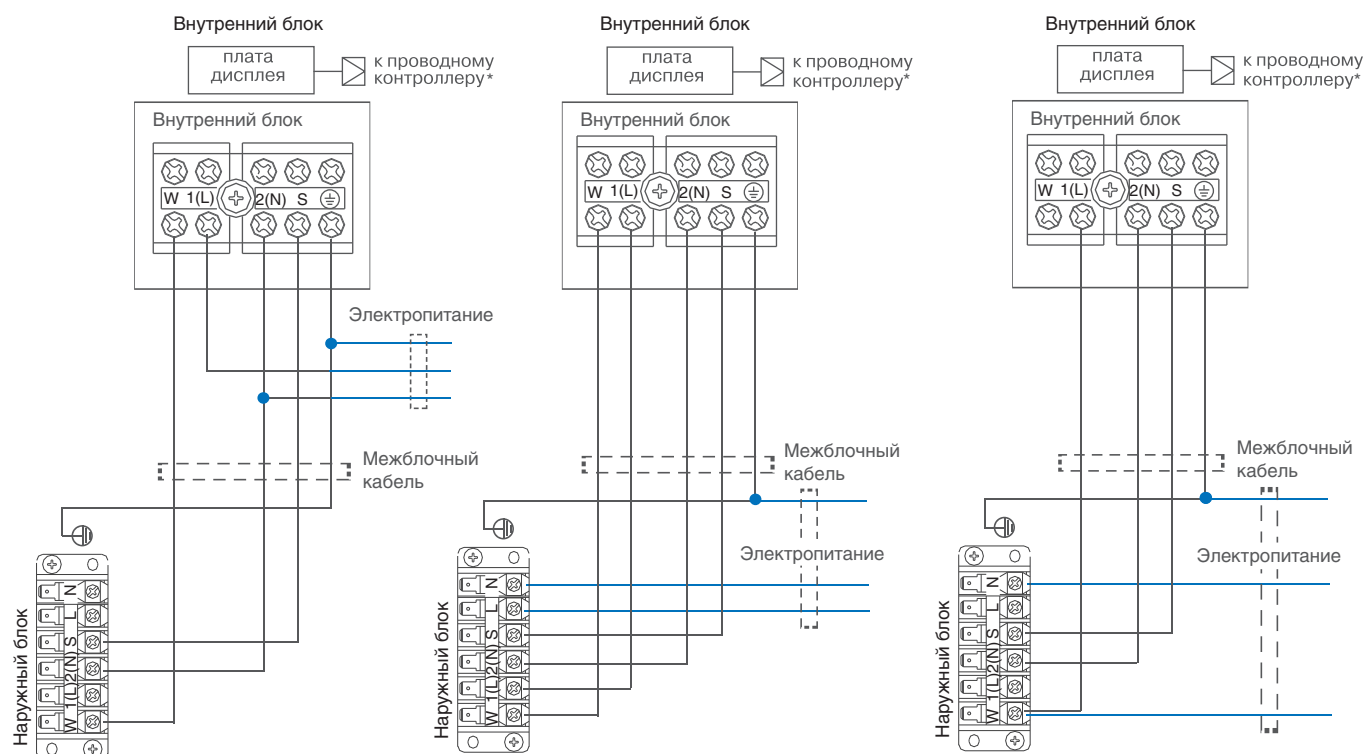 Внутренний блок
плата
дисплея
к проводному
контроллеру*
Внутренний блок
W 1(L) 2(N) S
Электропитание
Межблочный
кабель
Наружный блок
N
L
S
2(N)
1(L)
W
Внутренний блок
плата
дисплея
к проводному
контроллеру*
Внутренний блок
W 1(L) 2(N) S
Межблочный
кабель
Электропитание
Наружный блок
N
L
S
2(N)
1(L)
W
Внутренний блок
плата
дисплея
к проводному
контроллеру*
Внутренний блок
W 1(L) 2(N) S
Межблочный
кабель
Электропитание
Наружный блок
N
L
S
2(N)
1(L)
W